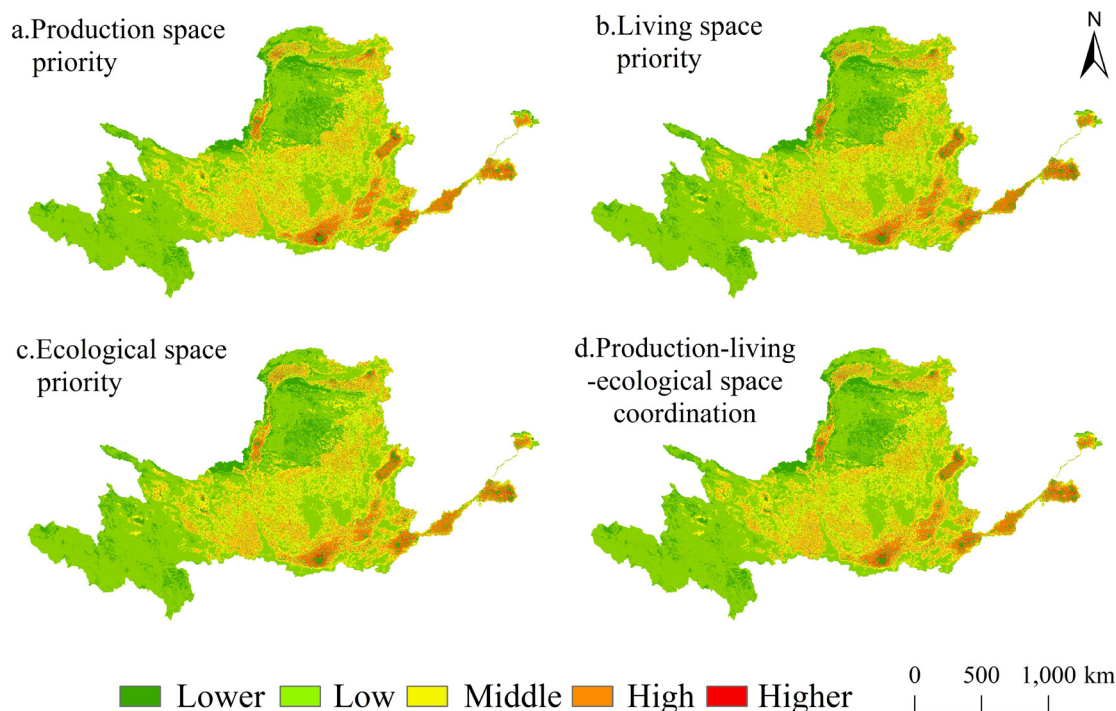 a.Production space
priority
b.Living space
priority
N
c.Ecological space
priority
d.Production-living
-ecological space
coordination
Lower Low Middle High Higher
0 500 1,000 km